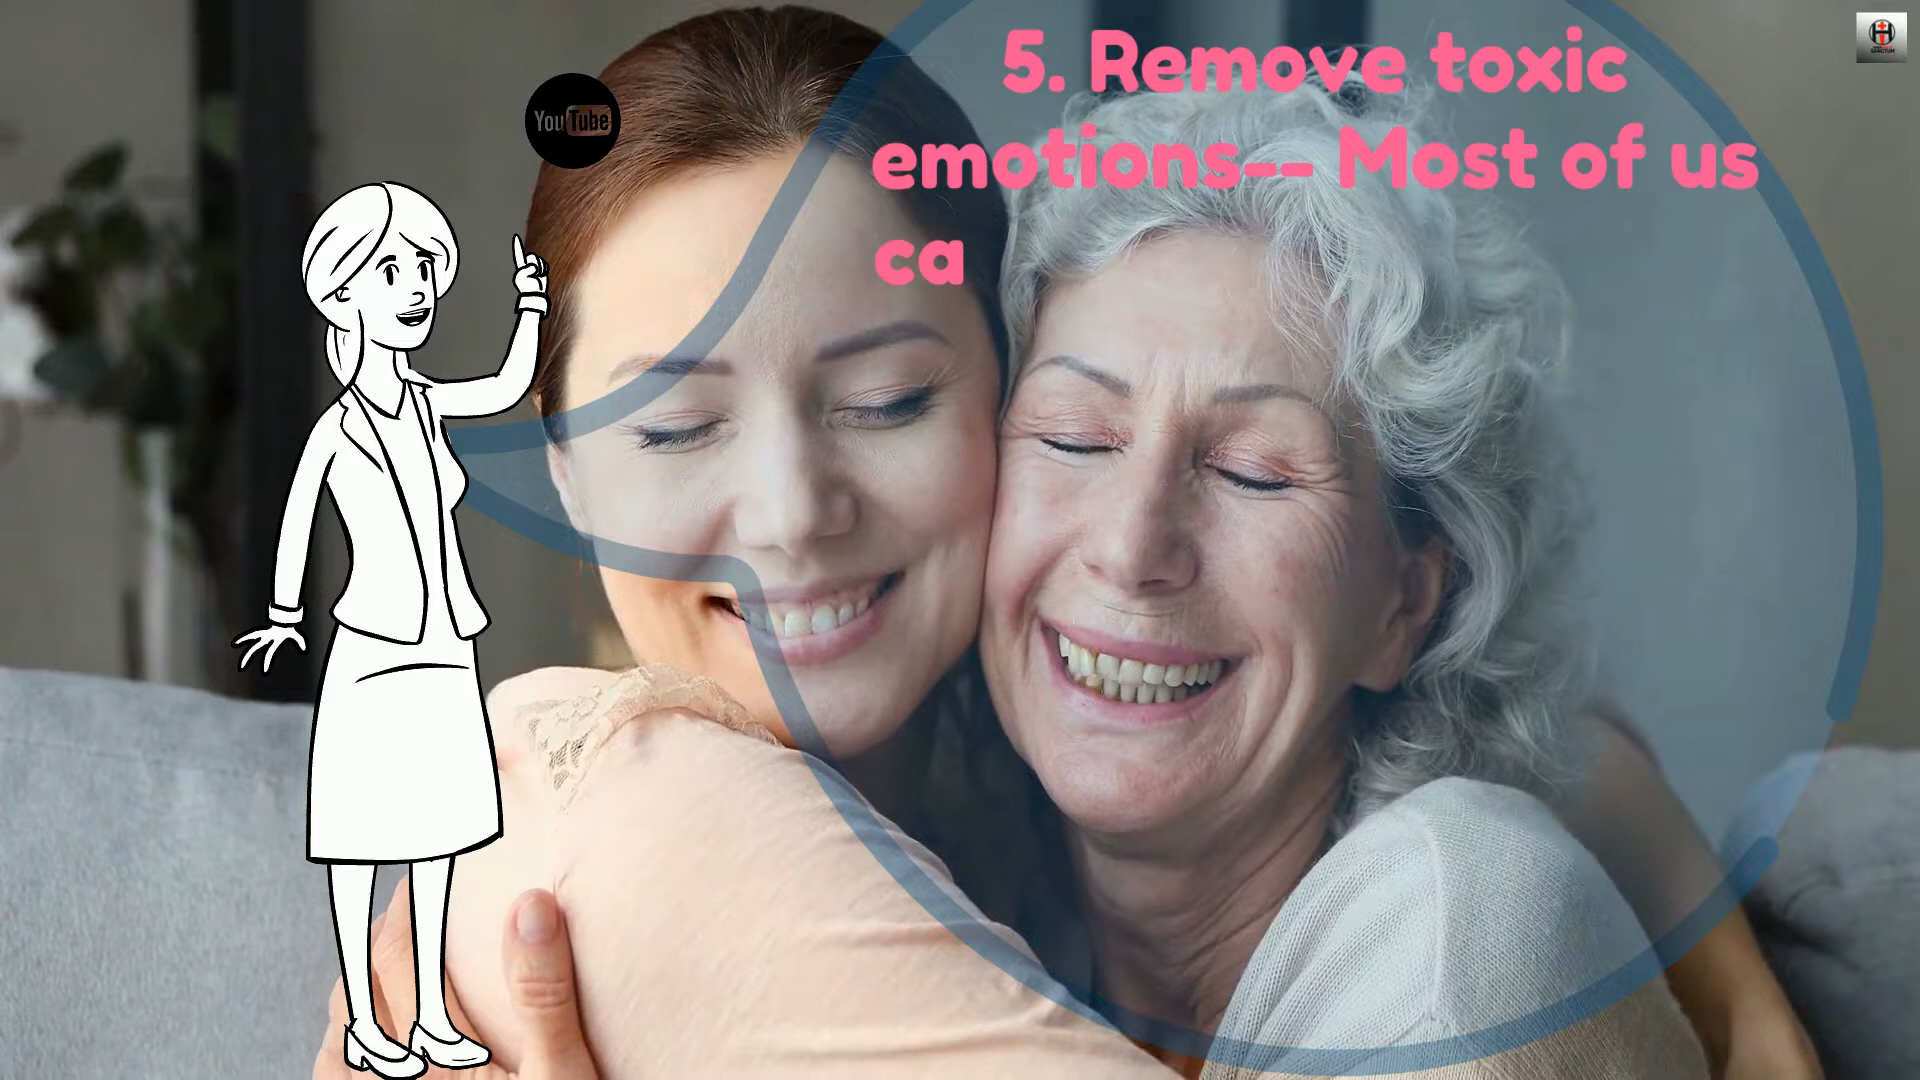 5. Remove toxic
emotions-- Most of us
ca
YouTube